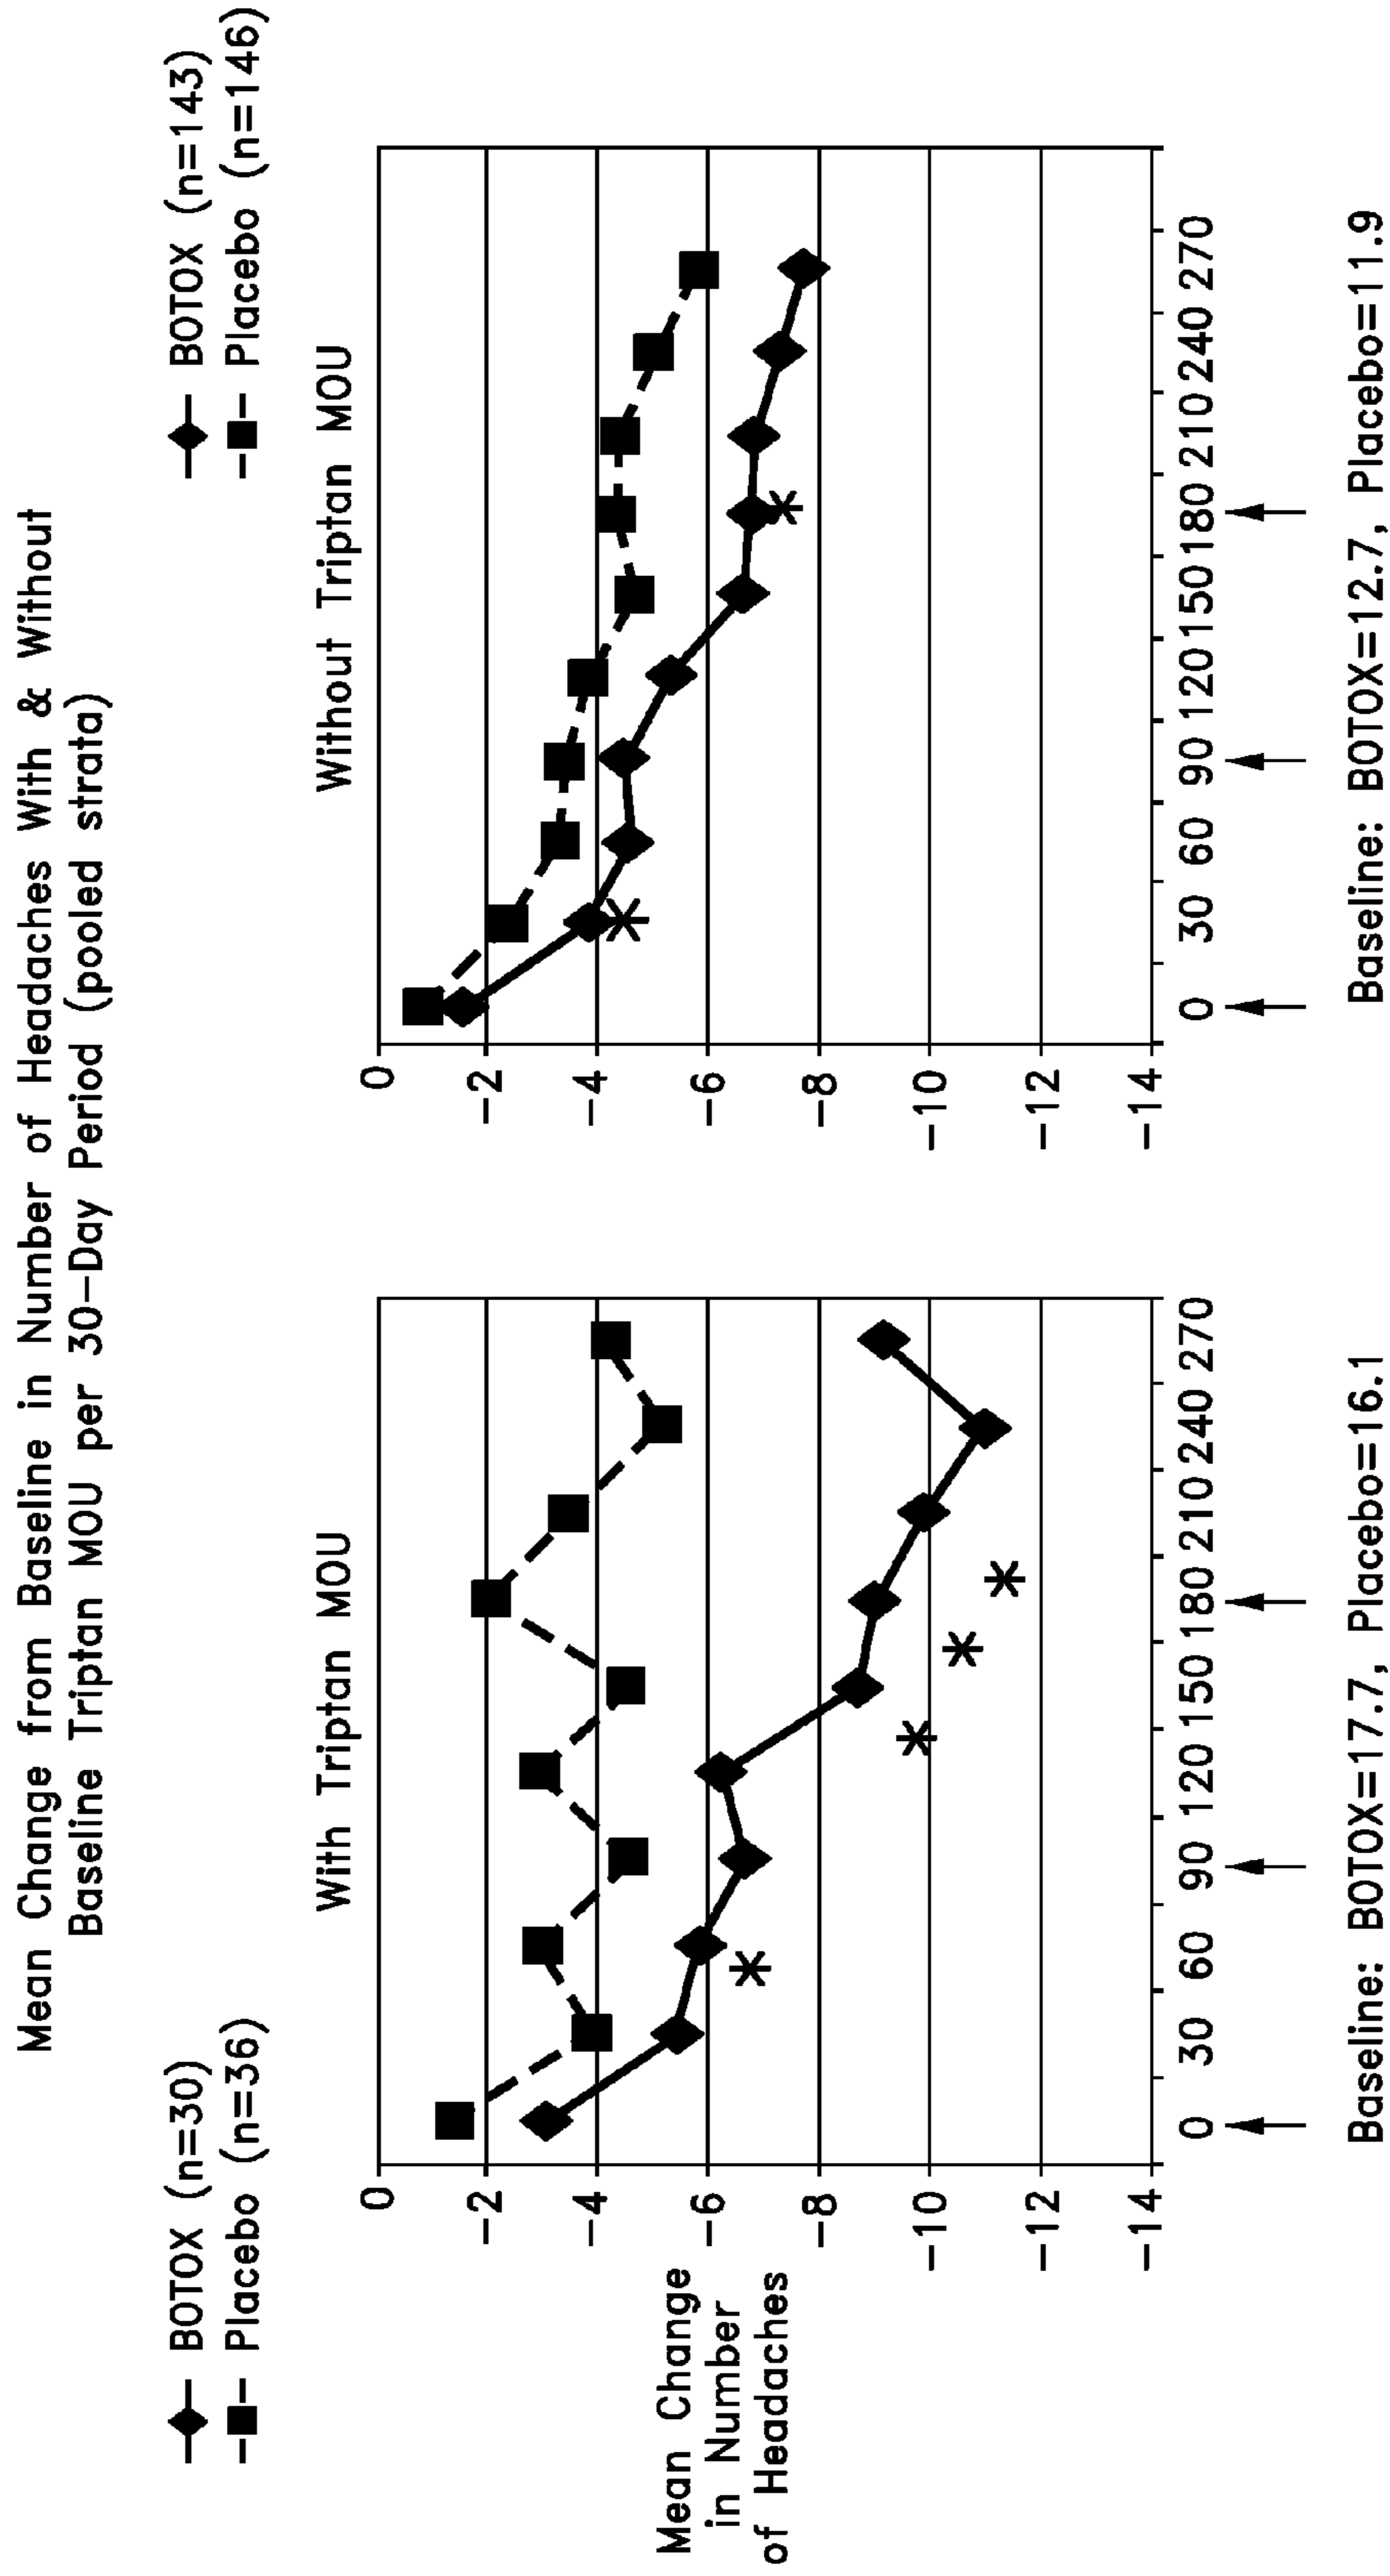 Mean Change from Baseline in Number of Headaches With & Without
Baseline Triptan MOU per 30-Day Period (pooled strata)
BOTOX (n=30)
Placebo (n=36)
BOTOX (n=143)
Placebo (n=146)
With Triptan MOU
Mean Change
in Number
of Headaches
0
-2
-4
-6
-8
-10
-12
-14
*
*
*
*
0 30 60 90 120 150 180 210 240 270
Baseline: BOTOX=17.7, Placebo=16.1
Without Triptan MOU
0
-2
-4
-6
-8
-10
-12
-14
*
*
0 30 60 90 120 150 180 210 240 270
Baseline: BOTOX=12.7, Placebo=11.9